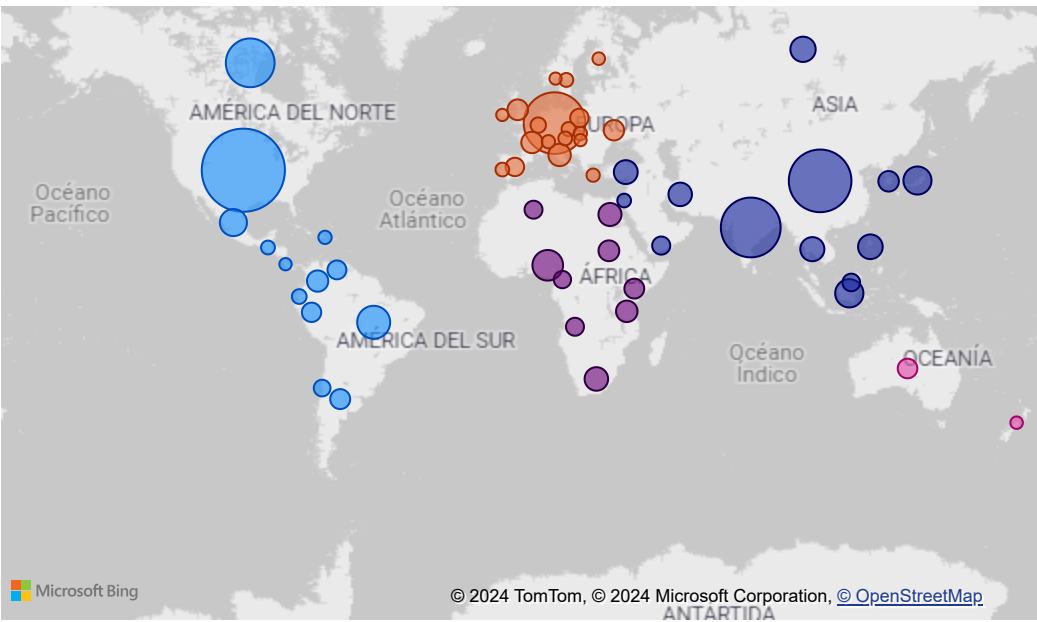 AMÉRICA DEL NORTE
ASIA
EUROPA
Océano
Pacífico
Océano
Atlántico
ÁFRICA
AMÉRICA DEL SUR
Océano
Índico
OCEANÍA
Microsoft Bing
© 2024 TomTom, © 2024 Microsoft Corporation, © OpenStreetMap
ANTÁRTIDA